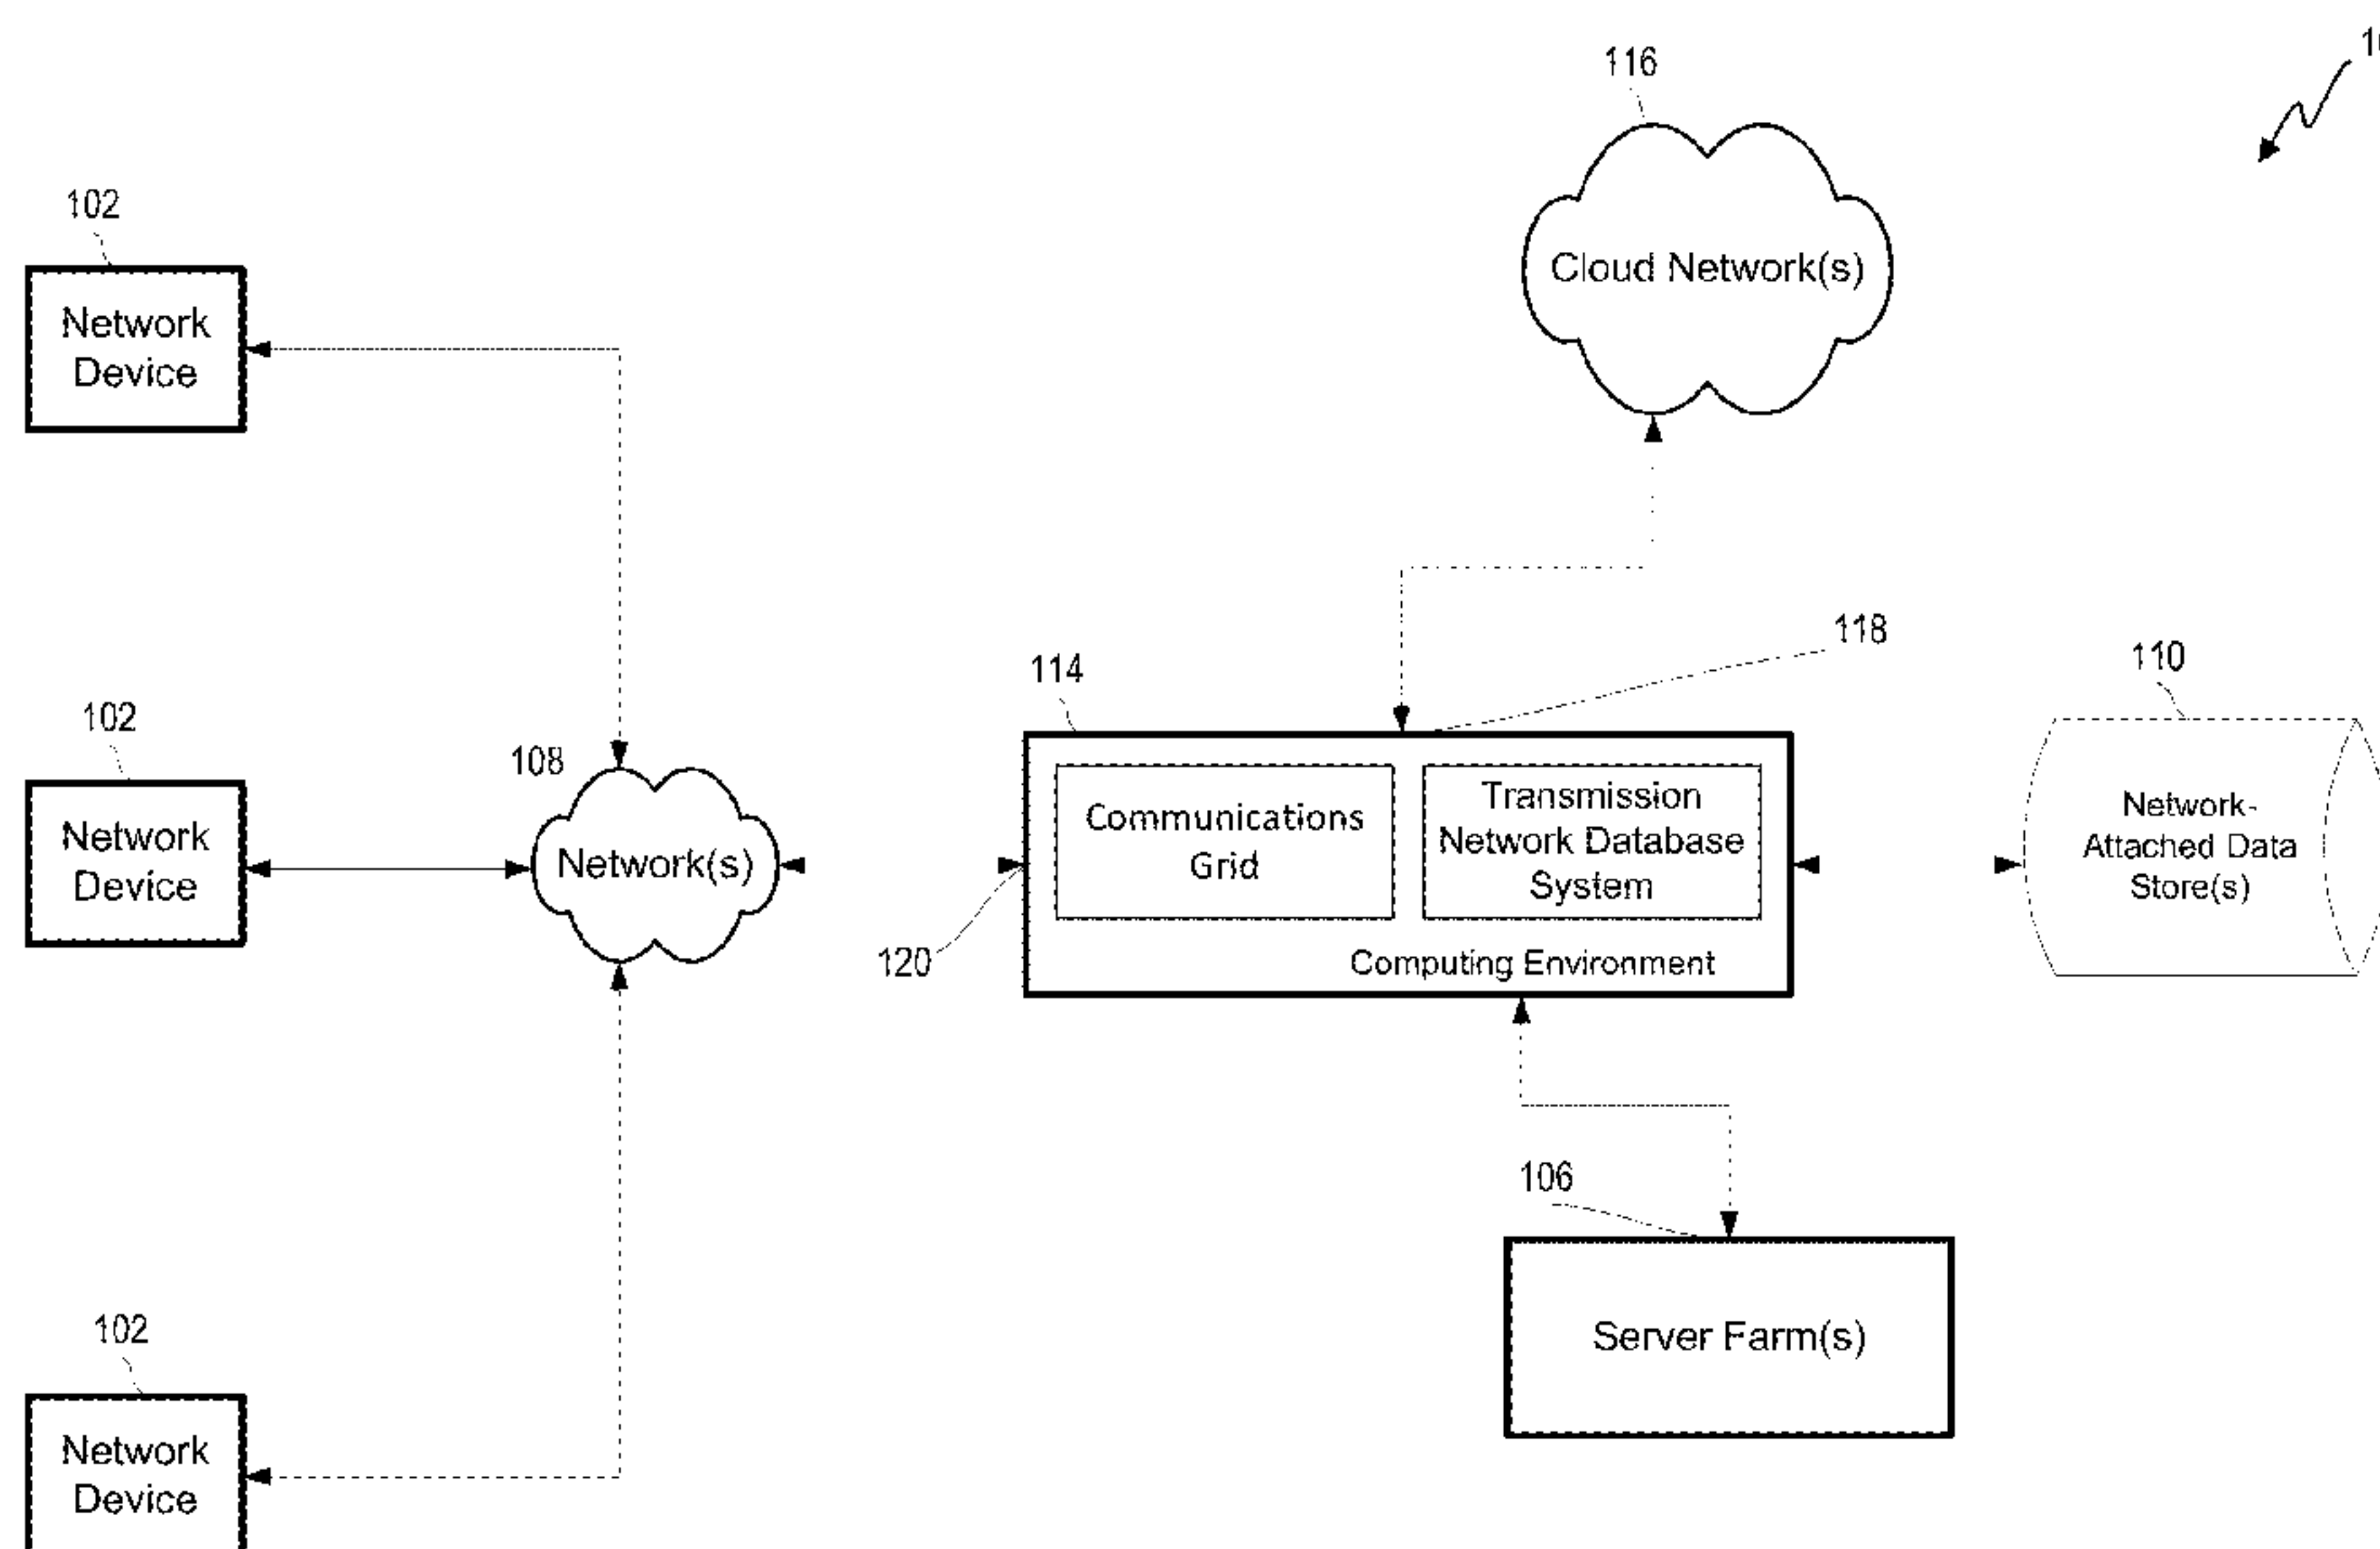 116
102
Network
Device
Cloud Network(s)
118
114
110
102
108
Network
Device
Network(s)
Communications
Grid
Transmission
Network Database
System
Network-
Attached Data
Store(s)
120
Computing Environment
106
Server Farm(s)
102
Network
Device